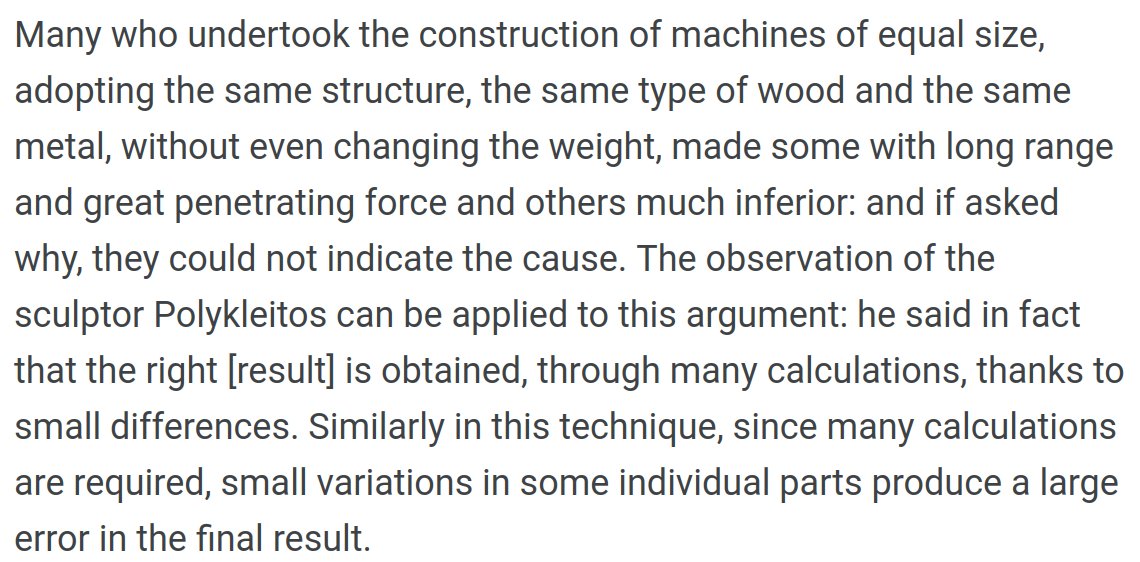 Many who undertook the construction of machines of equal size,
adopting the same structure, the same type of wood and the same
metal, without even changing the weight, made some with long range
and great penetrating force and others much inferior: and if asked
why, they could not indicate the cause. The observation of the
sculptor Polykleitos can be applied to this argument: he said in fact
that the right [result] is obtained, through many calculations, thanks to
small differences. Similarly in this technique, since many calculations
are required, small variations in some individual parts produce a large
error in the final result.